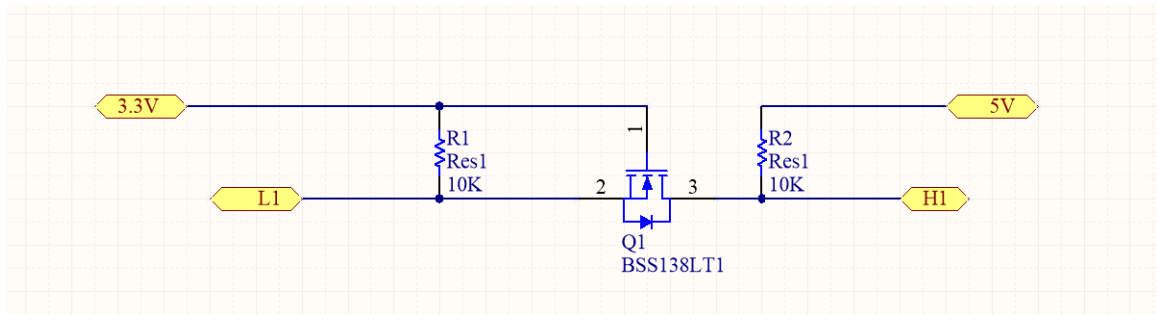 3.3V
5V
1
R1
Res1
10K
R2
Res1
10K
L1
2
3
H1
Q1
BSS138LT1